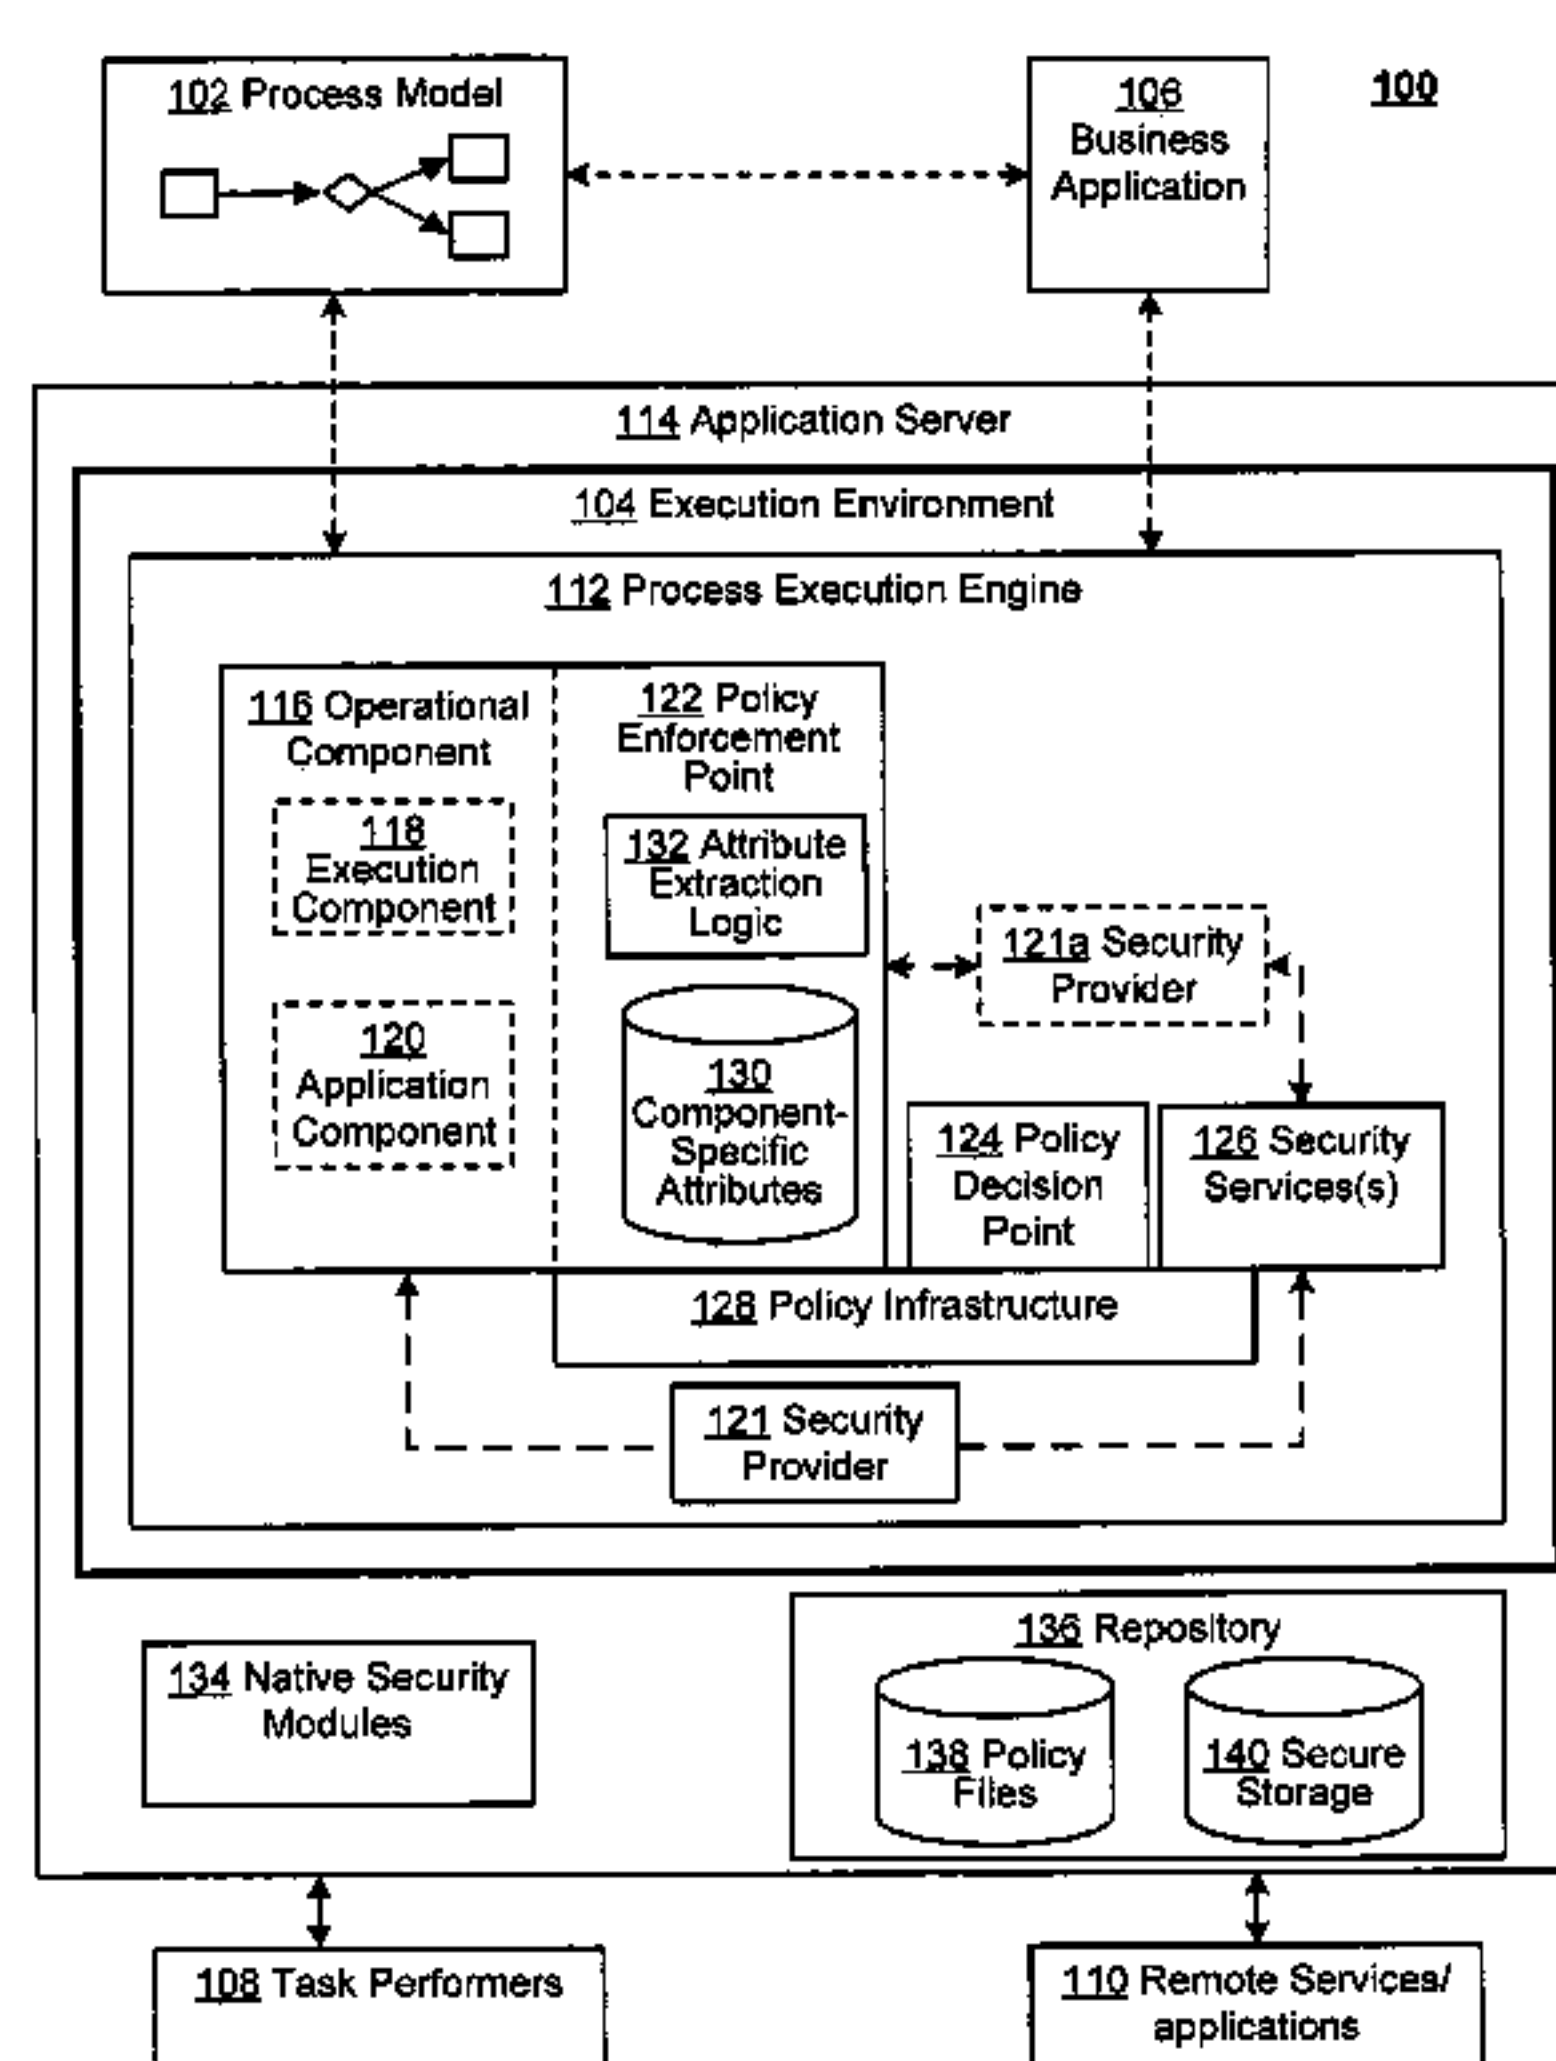 102 Process Model
106
Business
Application
100
114 Application Server
104 Execution Environment
112 Process Execution Engine
116 Operational
Component
118
Execution
Component
120
Application
Component
122 Policy
Enforcement
Point
132 Attribute
Extraction
Logic
130
Component-
Specific
Attributes
121a Security
Provider
124 Policy
Decision
Point
126 Security
Services(s)
128 Policy Infrastructure
121 Security
Provider
134 Native Security
Modules
136 Repository
138 Policy
Files
140 Secure
Storage
108 Task Performers
110 Remote Services/
applications